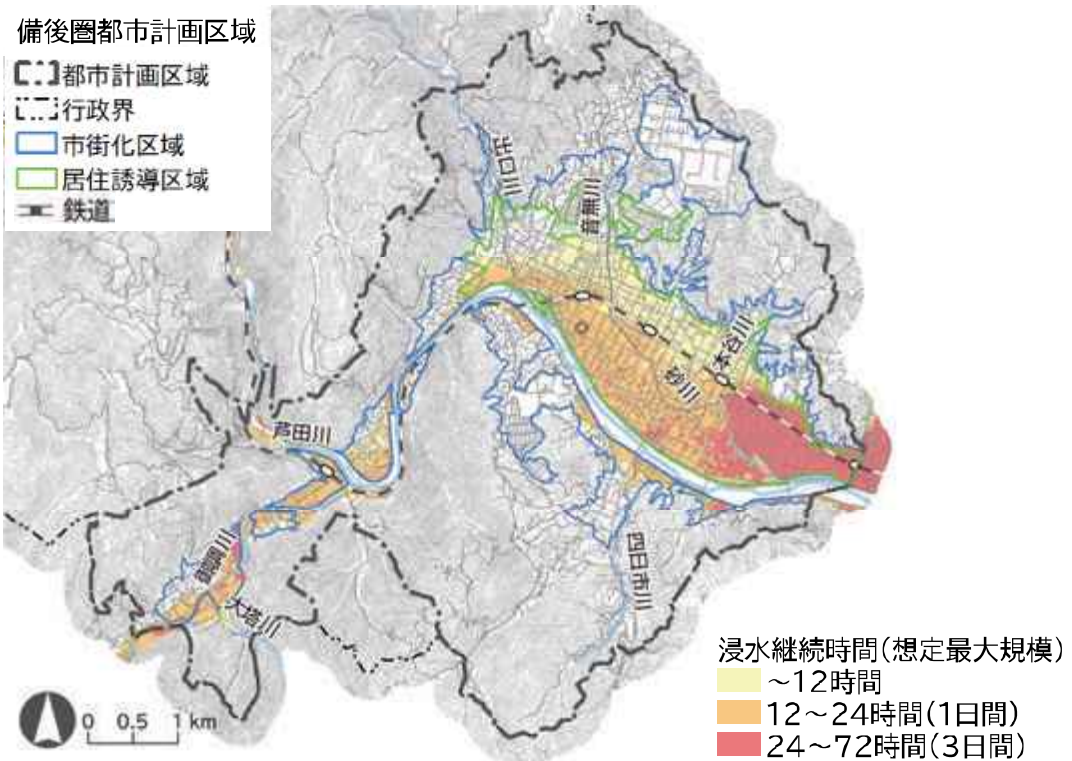 備後圏都市計画区域
都市計画区域
行政界
市街化区域
居住誘導区域
鉄道
出口川
音無川
本谷川
砂川
芦田川
四日市川
大塔川
0 0.5 1 km
浸水継続時間(想定最大規模)
～12時間
12～24時間(1日間)
24～72時間(3日間)